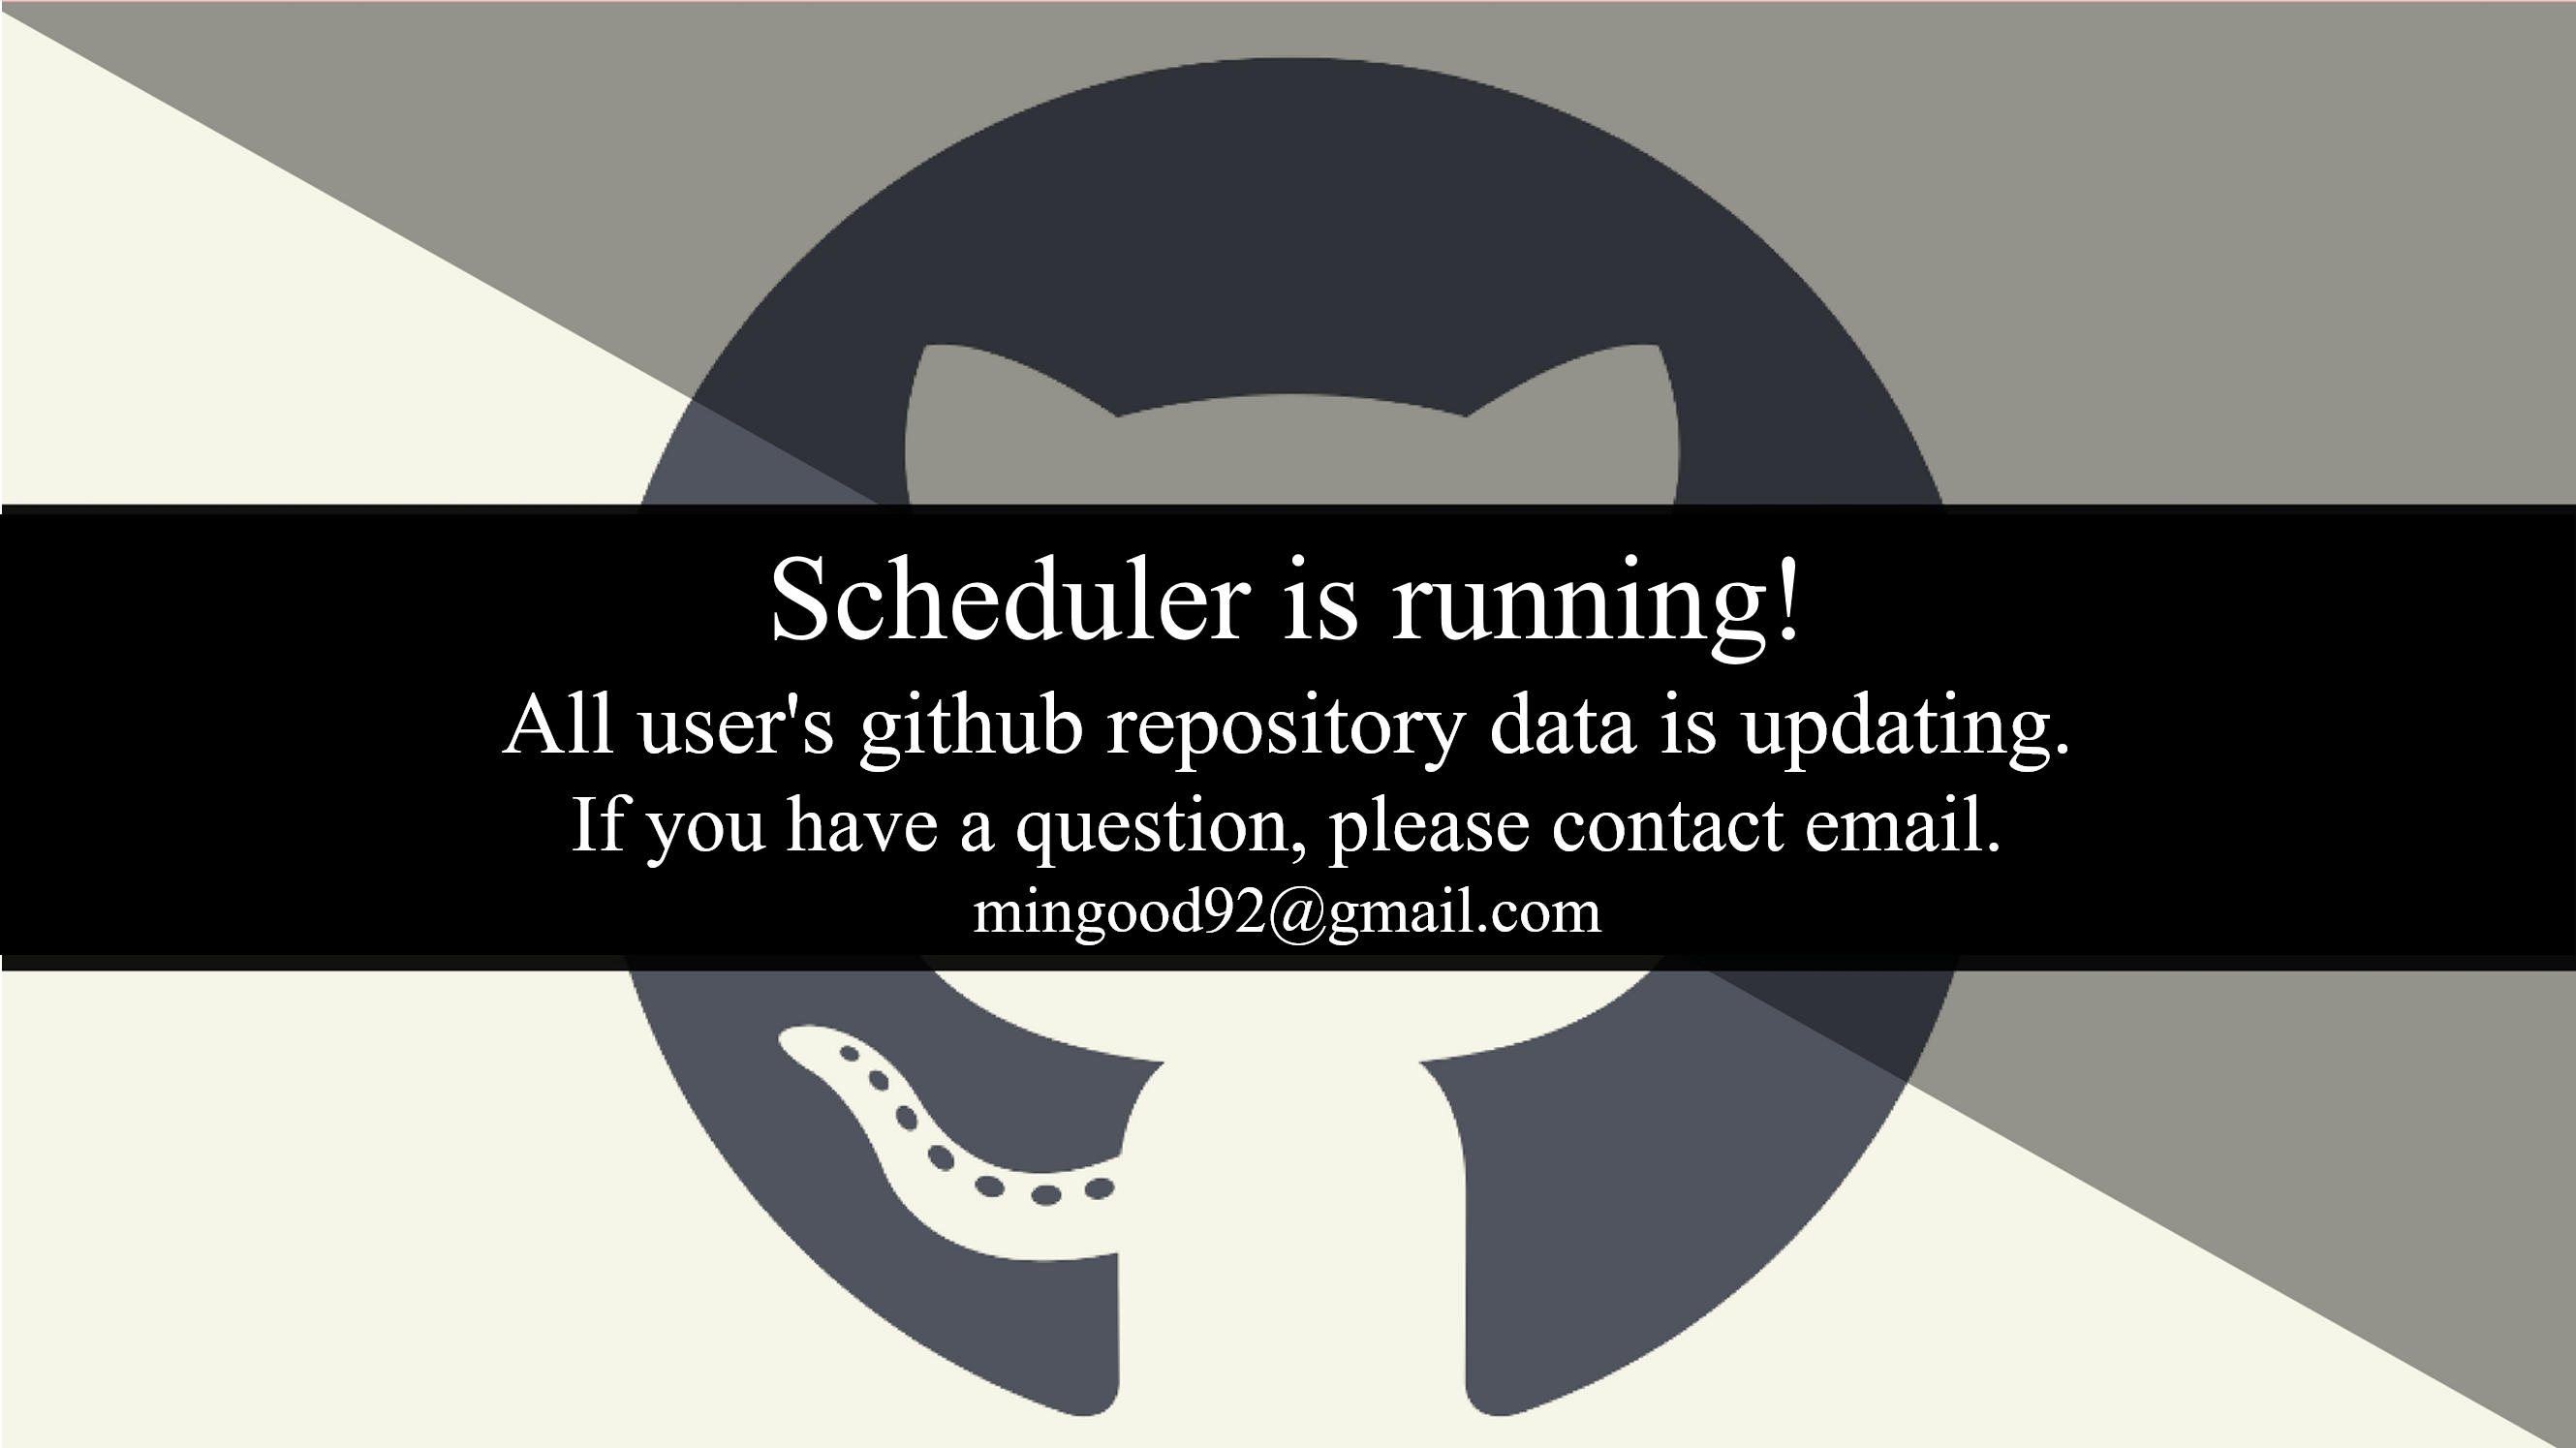 Scheduler is running!
All user's github repository data is updating.
If you have a question, please contact email.
mingood92@gmail.com